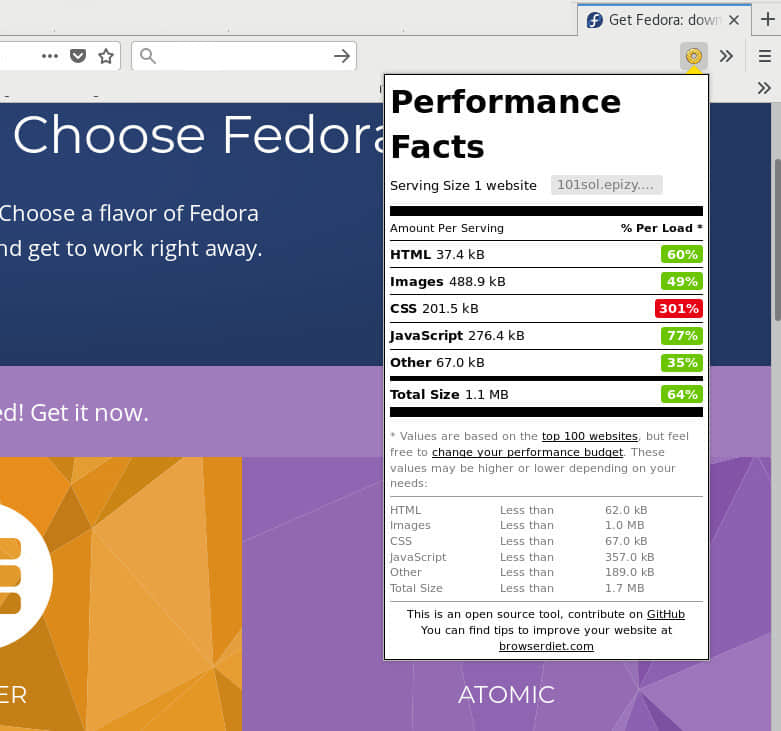 Get Fedora: down
Choose Fedora
Choose a flavor of Fedora
nd get to work right away.
ed! Get it now.
ER
Performance
Facts
Serving Size 1 website 101sol.epizy....
Amount Per Serving % Per Load *
HTML 37.4 kB 60%
Images 488.9 kB 49%
CSS 201.5 kB 301%
JavaScript 276.4 kB 77%
Other 67.0 kB 35%
Total Size 1.1 MB 64%
* Values are based on the top 100 websites, but feel
free to change your performance budget. These
values may be higher or lower depending on your
needs:
HTML Less than 62.0 kB
Images Less than 1.0 MB
CSS Less than 67.0 kB
JavaScript Less than 357.0 kB
Other Less than 189.0 kB
Total Size Less than 1.7 MB
This is an open source tool, contribute on GitHub
You can find tips to improve your website at
browserdiet.com
ATOMIC